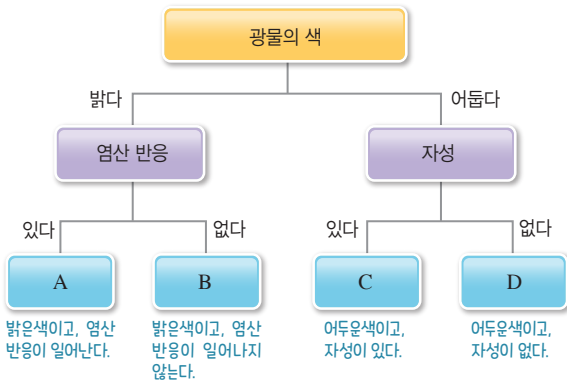 광물의 색
밝다
어둡다
염산 반응
자성
있다
없다
있다
없다
A
B
C
D
밝은색이고, 염산
반응이 일어난다.
밝은색이고, 염산
반응이 일어나지
않는다.
어두운색이고,
자성이 있다.
어두운색이고,
자성이 없다.